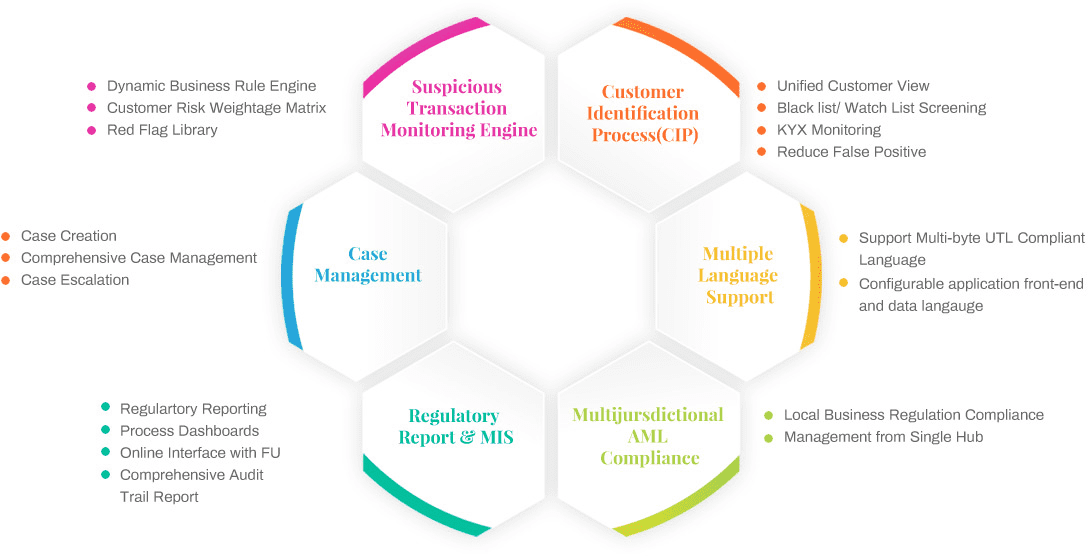 Suspicious
Transaction
Monitoring Engine
Dynamic Business Rule Engine
Customer Risk Weightage Matrix
Red Flag Library
Customer
Identification
Process(CIP)
Unified Customer View
Black list/ Watch List Screening
KYX Monitoring
Reduce False Positive
Case
Management
Case Creation
Comprehensive Case Management
Case Escalation
Multiple
Language
Support
Support Multi-byte UTL Compliant
Language
Configurable application front-end
and data langauge
Regulatory
Report & MIS
Regulartory Reporting
Process Dashboards
Online Interface with FU
Comprehensive Audit
Trail Report
Multijursdictional
AML
Compliance
Local Business Regulation Compliance
Management from Single Hub